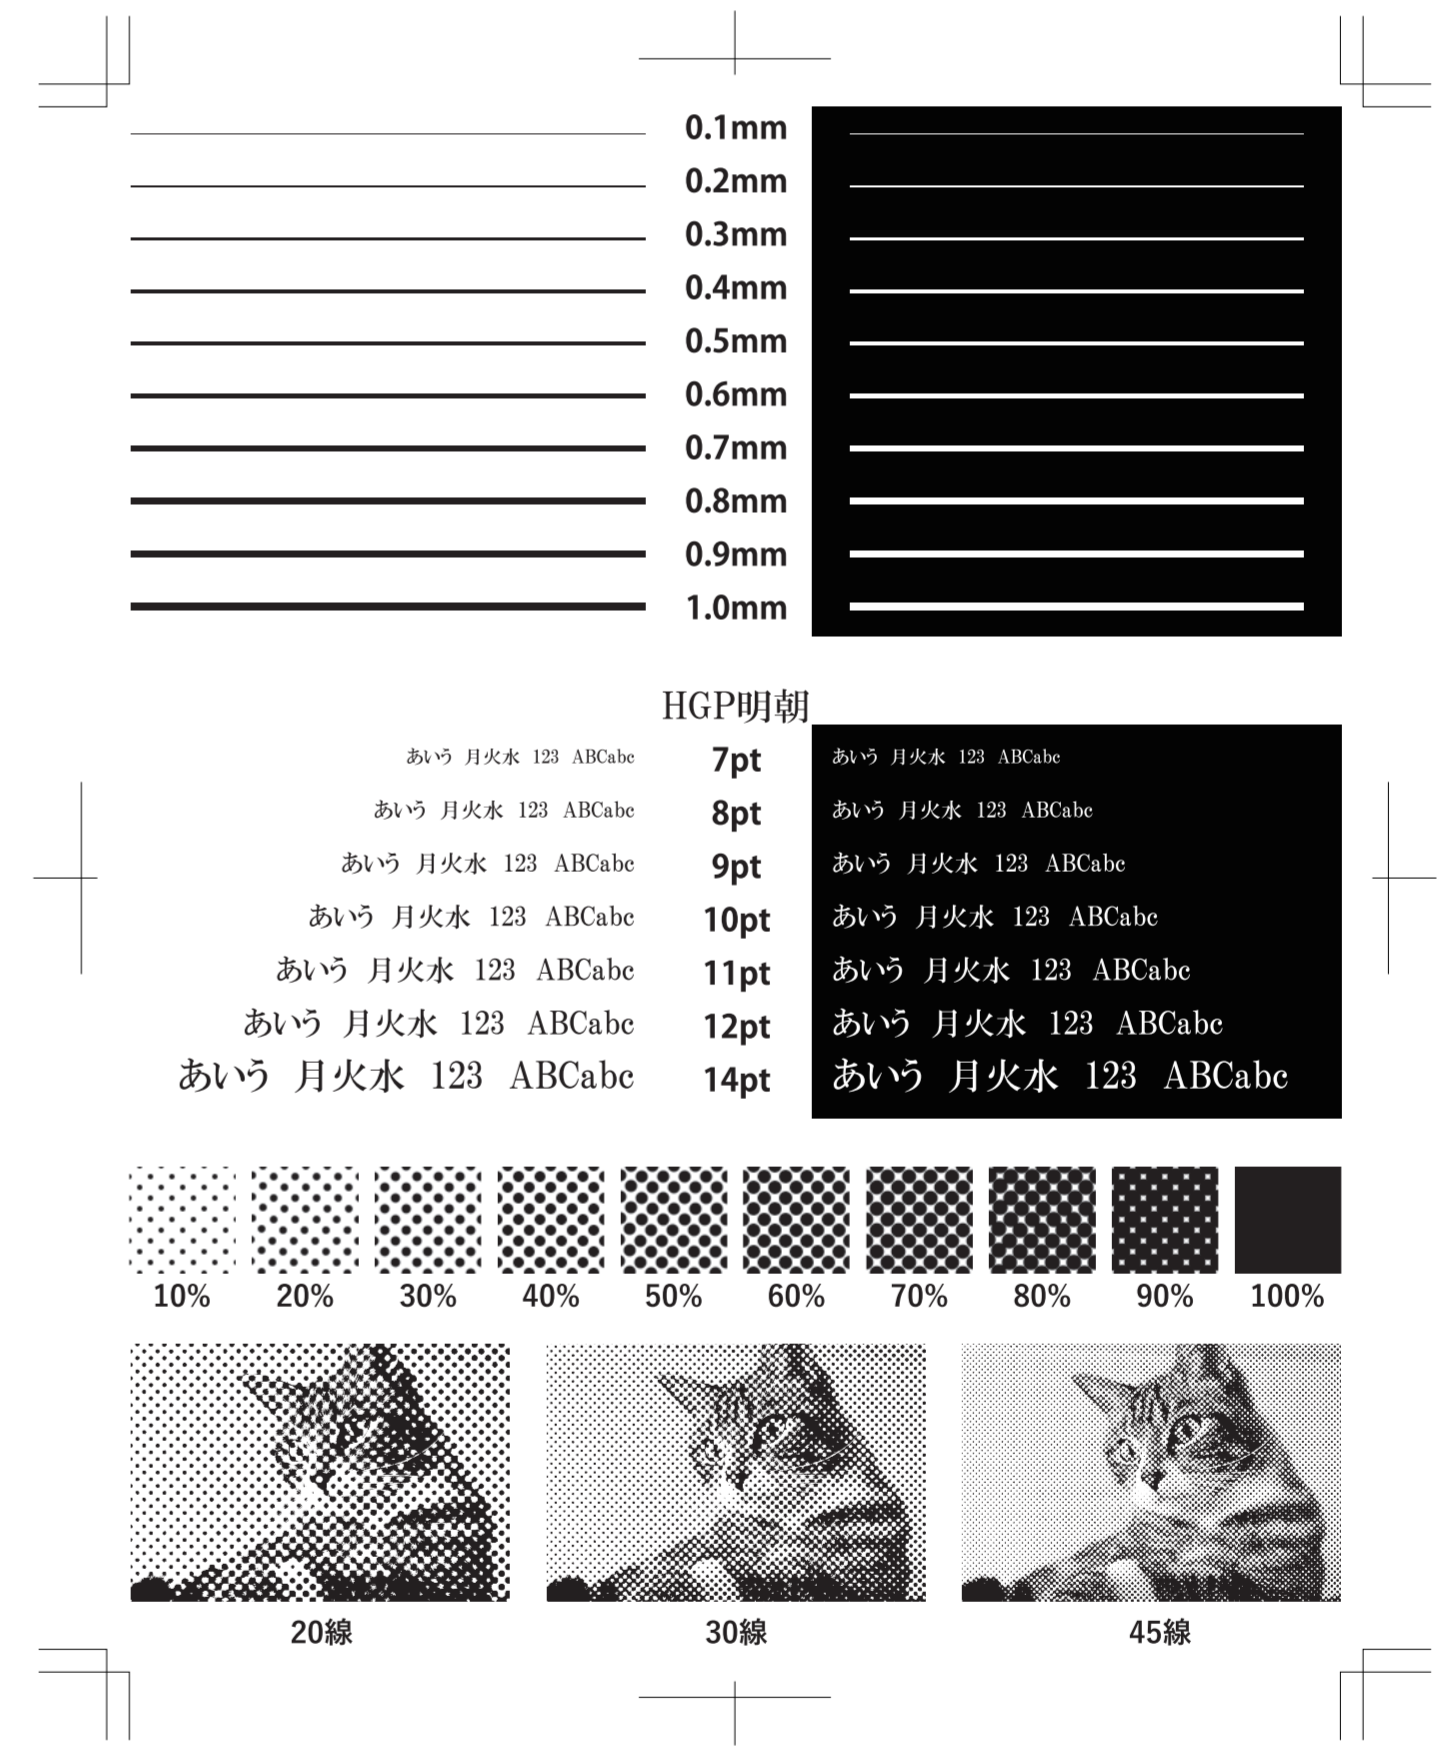 0.1mm
0.2mm
0.3mm
0.4mm
0.5mm
0.6mm
0.7mm
0.8mm
0.9mm
1.0mm
HGP明朝
あいう 月火水 123 ABCabc 7pt あいう 月火水 123 ABCabc
あいう 月火水 123 ABCabc 8pt あいう 月火水 123 ABCabc
あいう 月火水 123 ABCabc 9pt あいう 月火水 123 ABCabc
あいう 月火水 123 ABCabc 10pt あいう 月火水 123 ABCabc
あいう 月火水 123 ABCabc 11pt あいう 月火水 123 ABCabc
あいう 月火水 123 ABCabc 12pt あいう 月火水 123 ABCabc
あいう 月火水 123 ABCabc 14pt あいう 月火水 123 ABCabc
10% 20% 30% 40% 50% 60% 70% 80% 90% 100%
20線 30線 45線